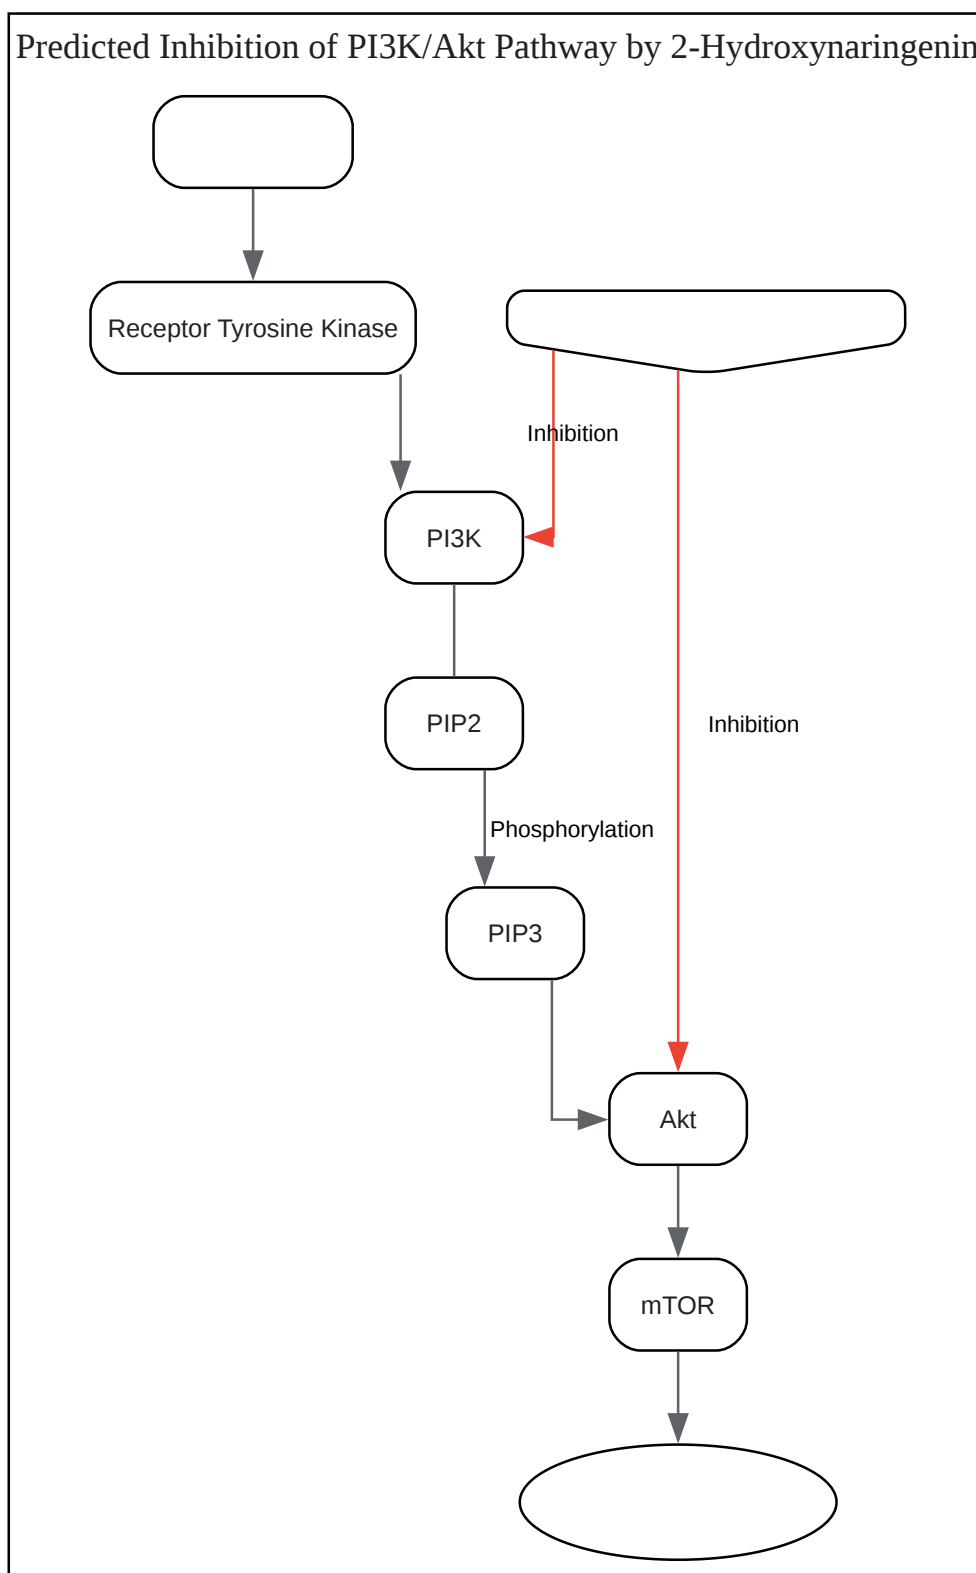 Predicted Inhibition of PI3K/Akt Pathway by 2-Hydroxynaringenin
Receptor Tyrosine Kinase
Inhibition
PI3K
PIP2
Inhibition
Phosphorylation
PIP3
Akt
mTOR